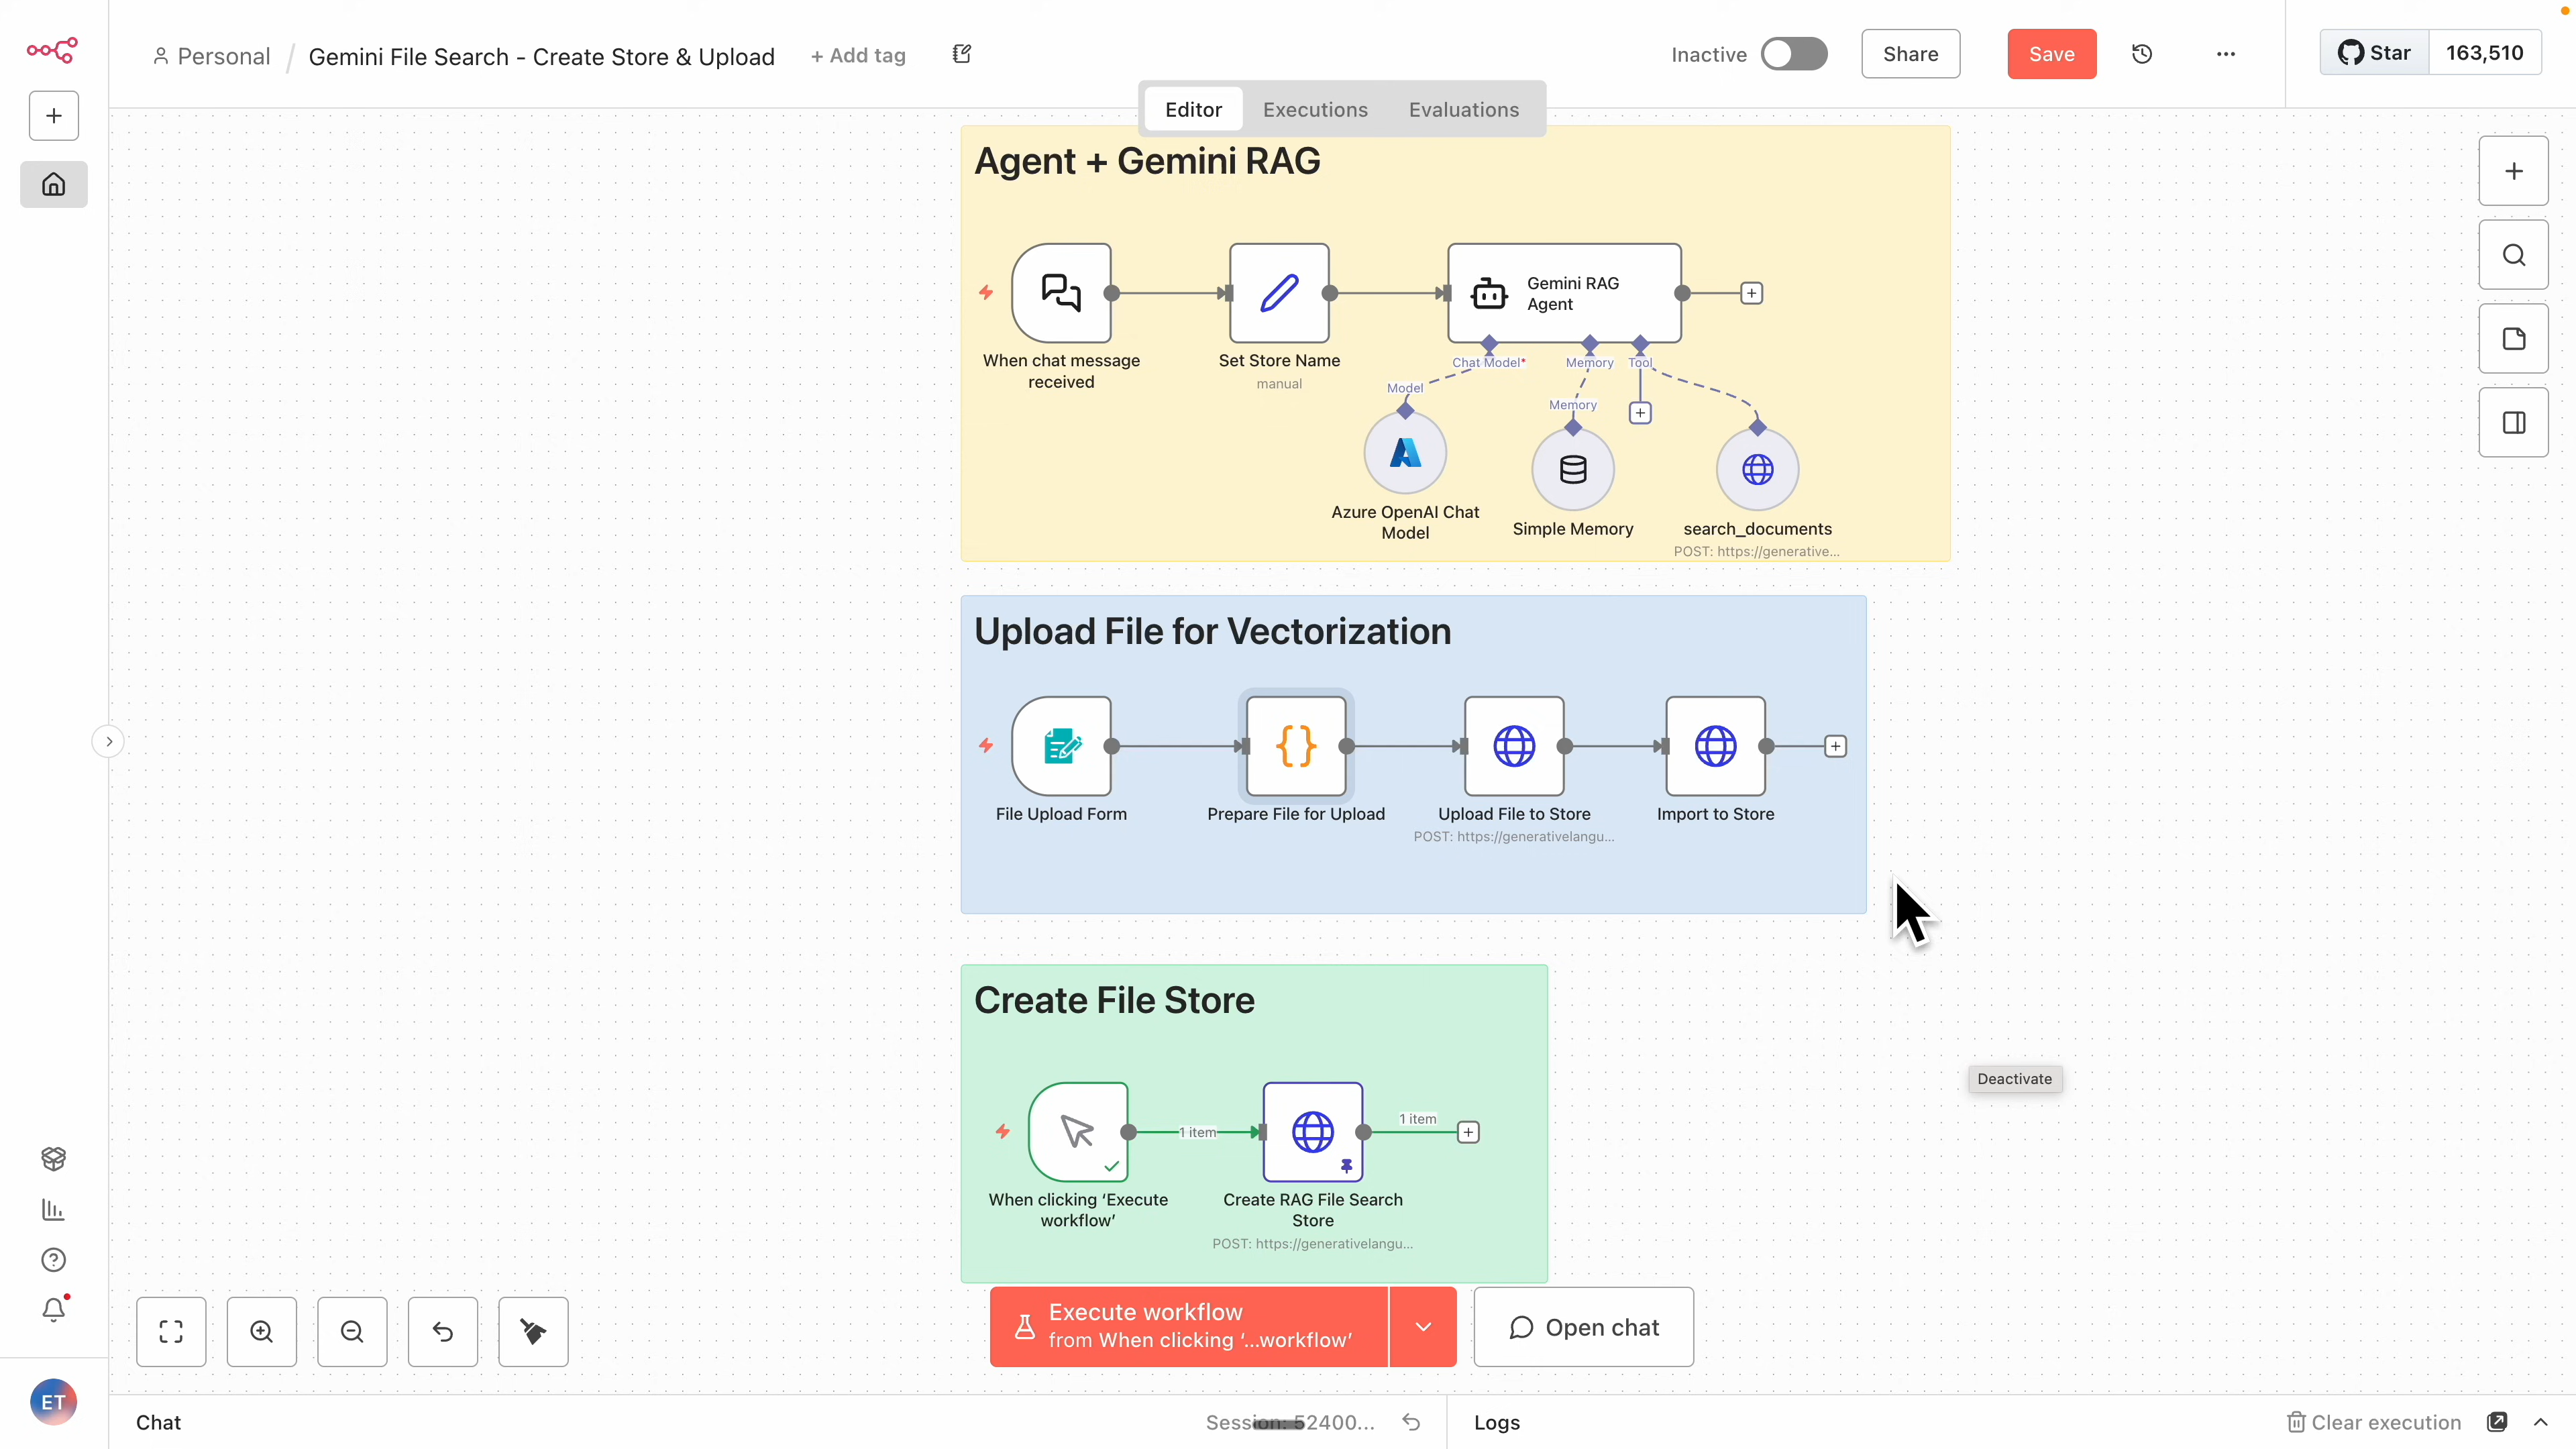 Personal / Gemini File Search - Create Store & Upload + Add tag Inactive Share Save ... Star 163,510
Editor Executions Evaluations
Agent + Gemini RAG
Gemini RAG
Agent
When chat message
received
Set Store Name
manual
Chat Model*
Memory
Tool
Model
Memory
Azure OpenAI Chat
Model
Simple Memory
search_documents
POST: https://generative...
Upload File for Vectorization
File Upload Form
Prepare File for Upload
Upload File to Store
POST: https://generativelangu...
Import to Store
Create File Store
Deactivate
1 item
1 item
When clicking ‘Execute
workflow’
Create RAG File Search
Store
POST: https://generativelangu...
Execute workflow
from When clicking ‘...workflow’
Open chat
ET
Chat
Session: 52400...
Logs
Clear execution